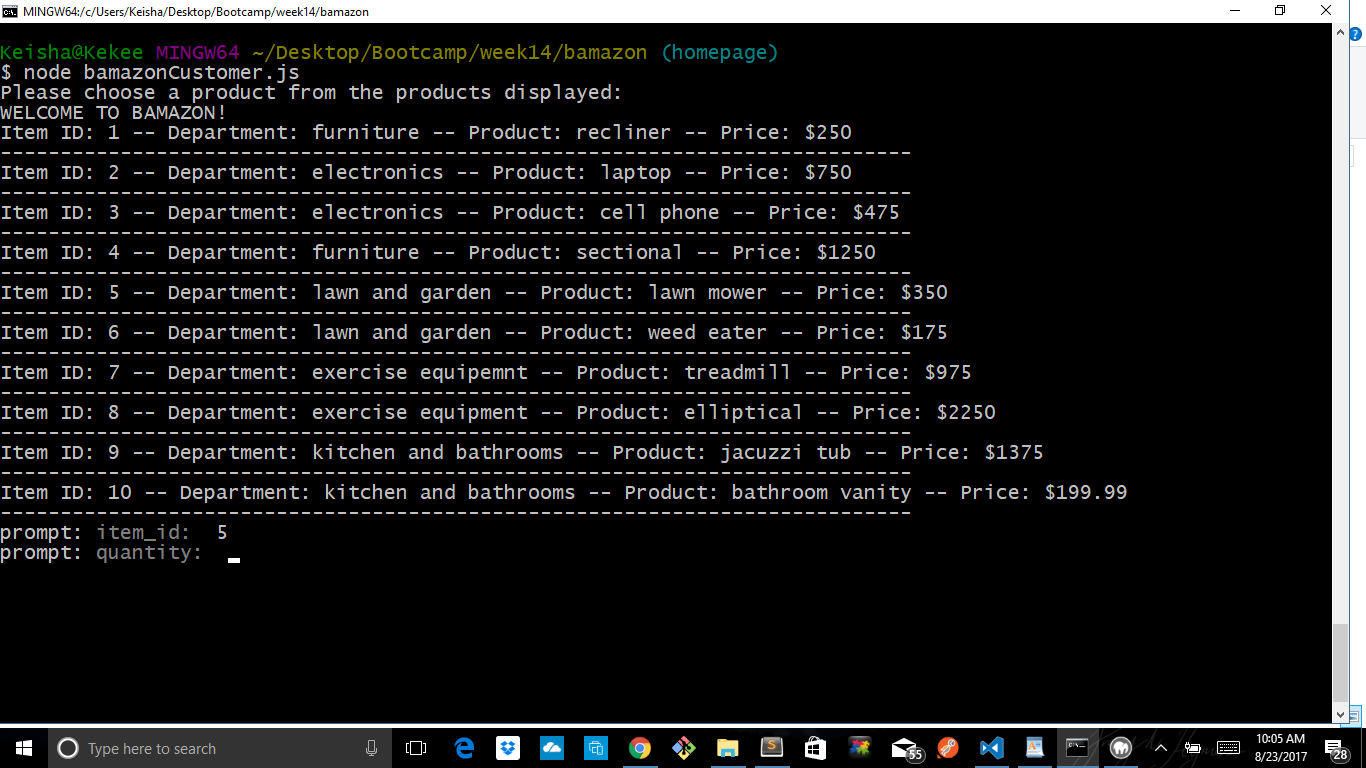 MINGW64:/c/Users/Keisha/Desktop/Bootcamp/week14/bamazon
Keisha@Kekee MINGW64 ~/Desktop/Bootcamp/week14/bamazon (homepage)
$ node bamazonCustomer.js
Please choose a product from the products displayed:
WELCOME TO BAMAZON!
Item ID: 1 -- Department: furniture -- Product: recliner -- Price: $250
----------------------------------------------------------------------------
Item ID: 2 -- Department: electronics -- Product: laptop -- Price: $750
----------------------------------------------------------------------------
Item ID: 3 -- Department: electronics -- Product: cell phone -- Price: $475
----------------------------------------------------------------------------
Item ID: 4 -- Department: furniture -- Product: sectional -- Price: $1250
----------------------------------------------------------------------------
Item ID: 5 -- Department: lawn and garden -- Product: lawn mower -- Price: $350
----------------------------------------------------------------------------
Item ID: 6 -- Department: lawn and garden -- Product: weed eater -- Price: $175
----------------------------------------------------------------------------
Item ID: 7 -- Department: exercise equipemnt -- Product: treadmill -- Price: $975
----------------------------------------------------------------------------
Item ID: 8 -- Department: exercise equipment -- Product: elliptical -- Price: $2250
----------------------------------------------------------------------------
Item ID: 9 -- Department: kitchen and bathrooms -- Product: jacuzzi tub -- Price: $1375
----------------------------------------------------------------------------
Item ID: 10 -- Department: kitchen and bathrooms -- Product: bathroom vanity -- Price: $199.99
----------------------------------------------------------------------------
prompt: item_id: 5
prompt: quantity:
Type here to search
55
10:05 AM
8/23/2017
28